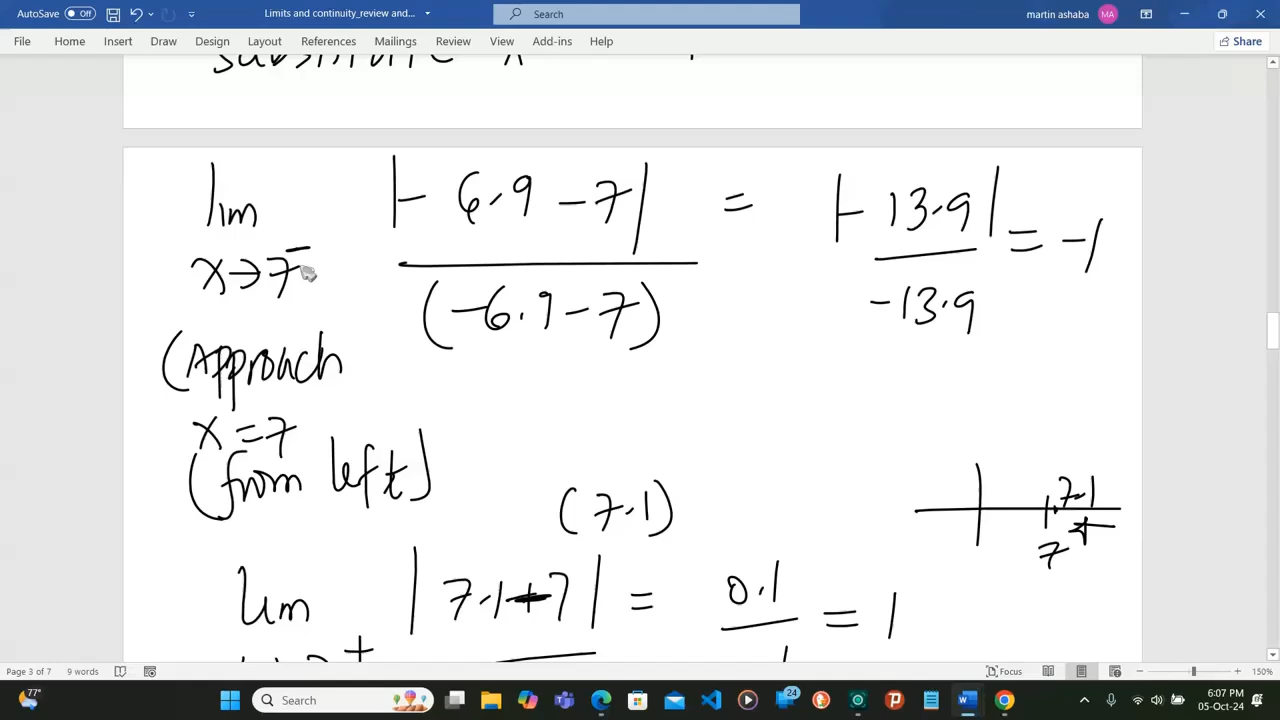 AutoSave Off Limits and continuity_review and... Search martin ashaba MA
File Home Insert Draw Design Layout References Mailings Review View Add-ins Help Share
substitute x
lim |- 6.9 - 7| = |- 13.9| = -1
x→7⁻ (-6.9 - 7) -13.9
(Approach
x = 7
(from left)
(7.1) 7.1
7
lim |7.1 - 7| = 0.1 = 1
Page 3 of 7 9 words Focus 150%
77° Search 24 6:07 PM
05-Oct-24